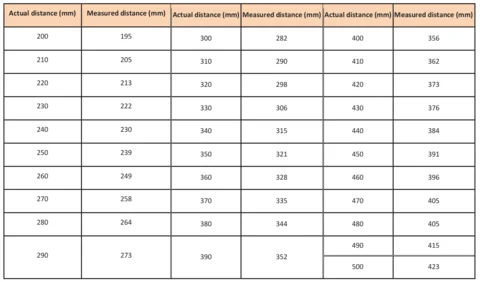 Actual distance (mm) Measured distance (mm) Actual distance (mm) Measured distance (mm) Actual distance (mm) Measured distance (mm)
200 195 300 282 400 356
210 205 310 290 410 362
220 213 320 298 420 373
230 222 330 306 430 376
240 230 340 315 440 384
250 239 350 321 450 391
260 249 360 328 460 396
270 258 370 335 470 405
280 264 380 344 480 405
290 273 390 352 490 415
500 423